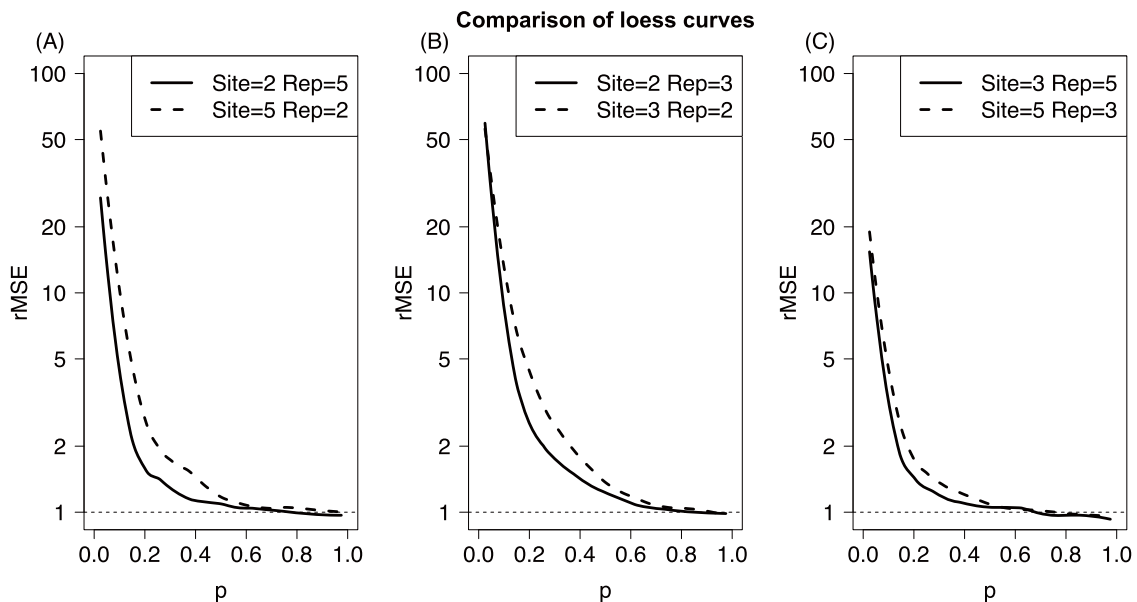 Comparison of loess curves
(A)
Site=2 Rep=5
Site=5 Rep=2
rMSE
100
50
20
10
5
2
1
0.0 0.2 0.4 0.6 0.8 1.0
p
(B)
Site=2 Rep=3
Site=3 Rep=2
rMSE
100
50
20
10
5
2
1
0.0 0.2 0.4 0.6 0.8 1.0
p
(C)
Site=3 Rep=5
Site=5 Rep=3
rMSE
100
50
20
10
5
2
1
0.0 0.2 0.4 0.6 0.8 1.0
p